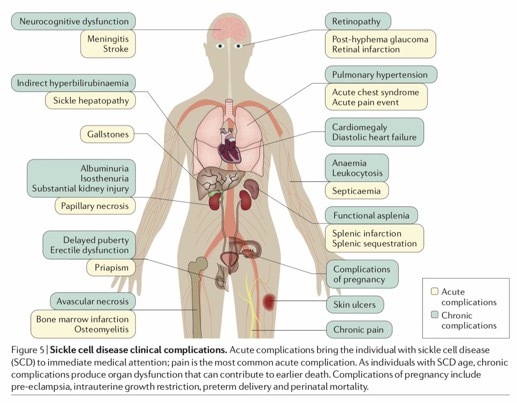 Neurocognitive dysfunction
Meningitis
Stroke
Indirect hyperbilirubinaemia
Sickle hepatopathy
Gallstones
Albuminuria
Isosthenuria
Substantial kidney injury
Papillary necrosis
Delayed puberty
Erectile dysfunction
Priapism
Avascular necrosis
Bone marrow infarction
Osteomyelitis
Retinopathy
Post-hyphema glaucoma
Retinal infarction
Pulmonary hypertension
Acute chest syndrome
Acute pain event
Cardiomegaly
Diastolic heart failure
Anaemia
Leukocytosis
Septicaemia
Functional asplenia
Splenic infarction
Splenic sequestration
Complications
of pregnancy
Skin ulcers
Chronic pain
Acute
complications
Chronic
complications
Figure 5 | Sickle cell disease clinical complications. Acute complications bring the individual with sickle cell disease
(SCD) to immediate medical attention; pain is the most common acute complication. As individuals with SCD age, chronic
complications produce organ dysfunction that can contribute to earlier death. Complications of pregnancy include
pre-eclampsia, intrauterine growth restriction, preterm delivery and perinatal mortality.